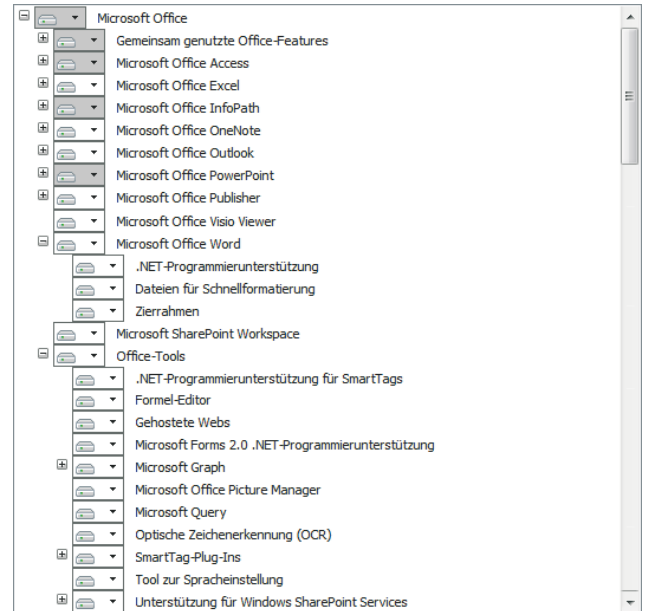 Microsoft Office
Gemeinsam genutzte Office-Features
Microsoft Office Access
Microsoft Office Excel
Microsoft Office InfoPath
Microsoft Office OneNote
Microsoft Office Outlook
Microsoft Office PowerPoint
Microsoft Office Publisher
Microsoft Office Visio Viewer
Microsoft Office Word
.NET-Programmierunterstützung
Dateien für Schnellformatierung
Zierrahmen
Microsoft SharePoint Workspace
Office-Tools
.NET-Programmierunterstützung für SmartTags
Formel-Editor
Gehostete Webs
Microsoft Forms 2.0 .NET-Programmierunterstützung
Microsoft Graph
Microsoft Office Picture Manager
Microsoft Query
Optische Zeichenerkennung (OCR)
SmartTag-Plug-Ins
Tool zur Spracheinstellung
Unterstützung für Windows SharePoint Services